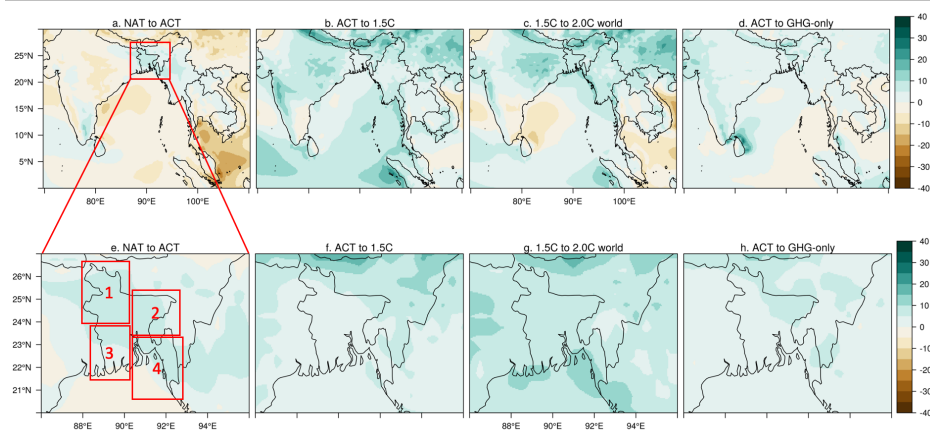 a. NAT to ACT
b. ACT to 1.5C
c. 1.5C to 2.0C world
d. ACT to GHG-only
25°N
20°N
15°N
10°N
5°N
80°E
90°E
100°E
80°E
90°E
100°E
40
30
20
10
0
-10
-20
-30
-40
e. NAT to ACT
f. ACT to 1.5C
g. 1.5C to 2.0C world
h. ACT to GHG-only
26°N
25°N
24°N
23°N
22°N
21°N
1
2
3
4
88°E
90°E
92°E
94°E
88°E
90°E
92°E
94°E
40
30
20
10
0
-10
-20
-30
-40